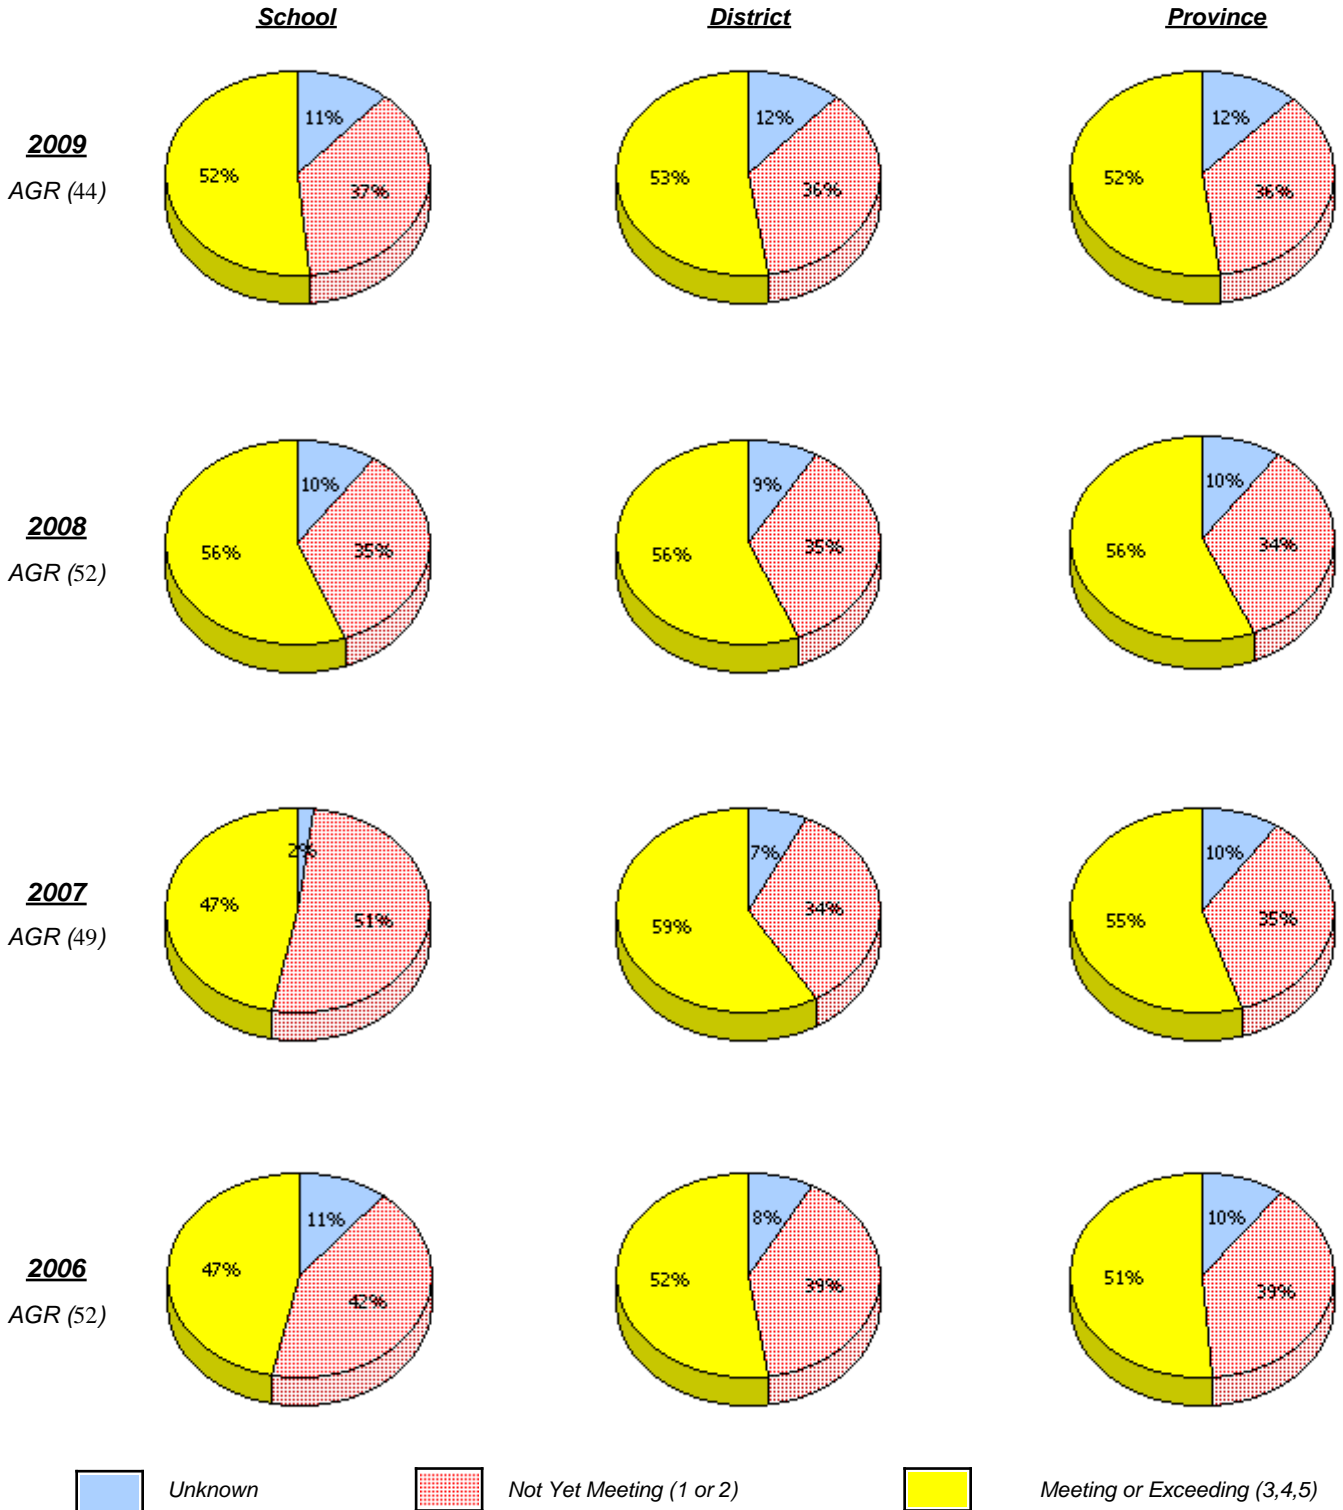 School District Province
11% 12% 12%
2009
52% 37% 53% 36% 52% 36%
AGR (44)
10% 9% 10%
2008
56% 35% 56% 35% 56% 34%
AGR (52)
2% 7% 10%
2007
47% 51% 59% 34% 55% 35%
AGR (49)
11% 8% 10%
2006
47% 42% 52% 39% 51% 39%
AGR (52)
Unknown Not Yet Meeting (1 or 2) Meeting or Exceeding (3,4,5)